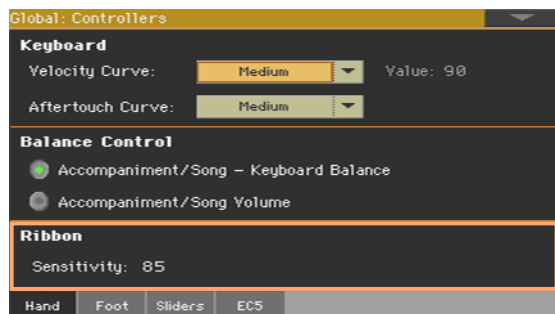 Global: Controllers
Keyboard
Velocity Curve: Medium Value: 90
Aftertouch Curve: Medium
Balance Control
Accompaniment/Song – Keyboard Balance
Accompaniment/Song Volume
Ribbon
Sensitivity: 85
Hand Foot Sliders EC5